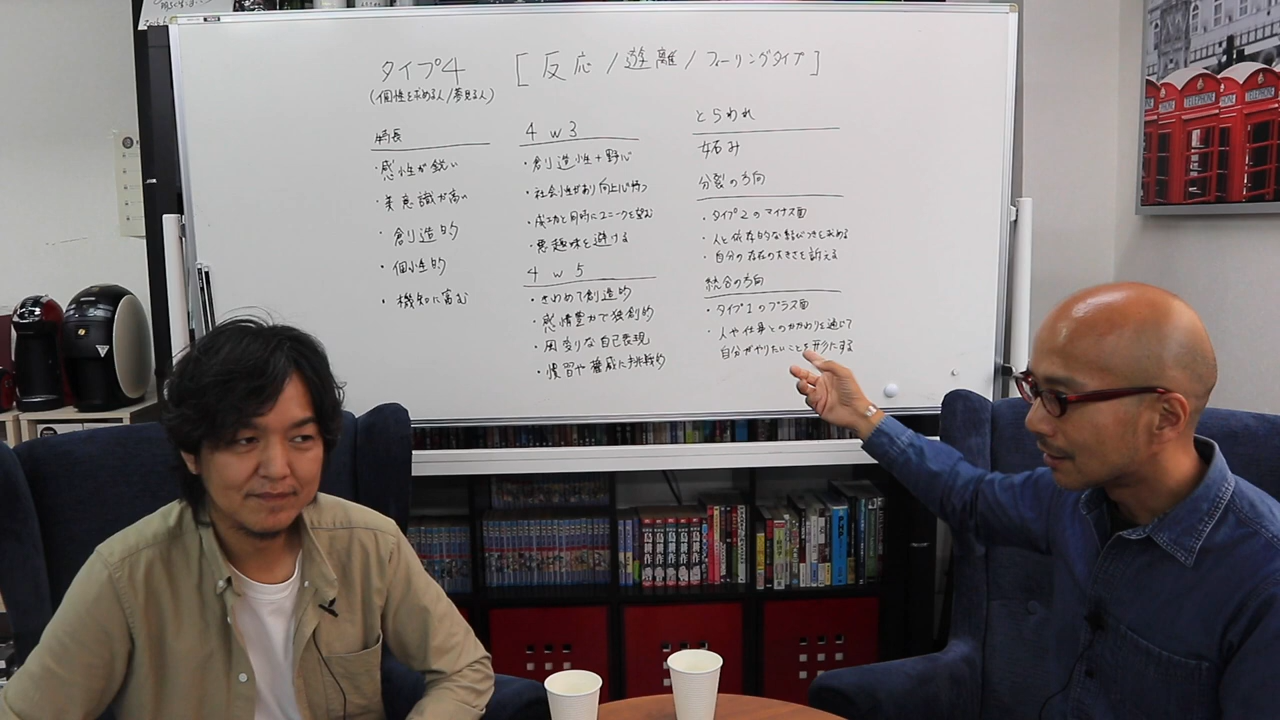 タイプ4 [反応/遊離/フィーリングタイプ]
(個性を求める人/夢見る人)
特長
・感性が鋭い
・美意識が高い
・創造的
・個性的
・機知に富む
4 w 3
・創造性+野心
・社会性があり向上心持つ
・成功と同時にユニークを望む
・悪趣味を避ける
4 w 5
・きわめて創造的
・感情豊かで独創的
・風変りな自己表現
・慣習や権威に挑戦的
とらわれ
妬み
分裂の方向
・タイプ2のマイナス面
・人と依存的な結びつきを求める
・自分の存在の大きさを訴える
統合の方向
・タイプ1のプラス面
・人や仕事とのかかわりを通じて
自分がやりたいことを形にする
TELEPHONE
TELEPHONE